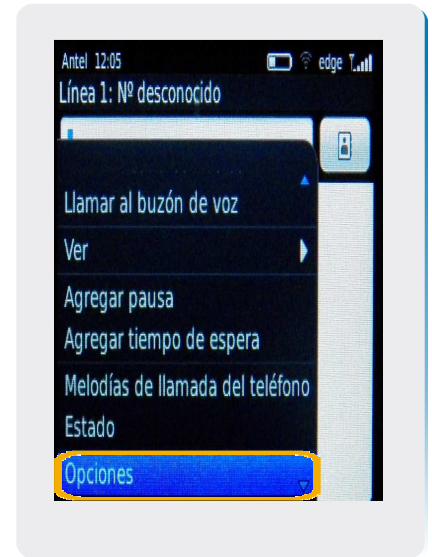 Antel 12:05 edge
Línea 1: Nº desconocido
Llamar al buzón de voz
Ver
Agregar pausa
Agregar tiempo de espera
Melodías de llamada del teléfono
Estado
Opciones